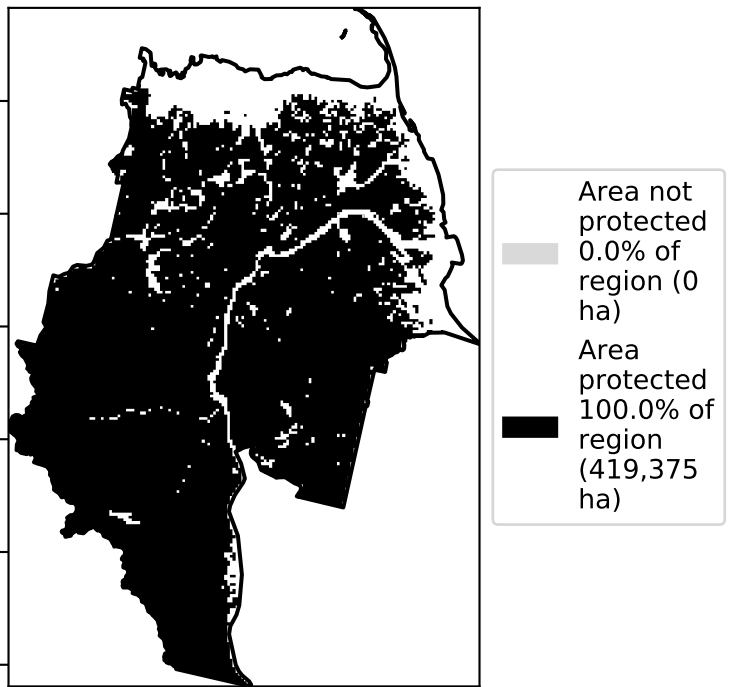 Area not
protected
0.0% of
region (0
ha)
Area
protected
100.0% of
region
(419,375
ha)